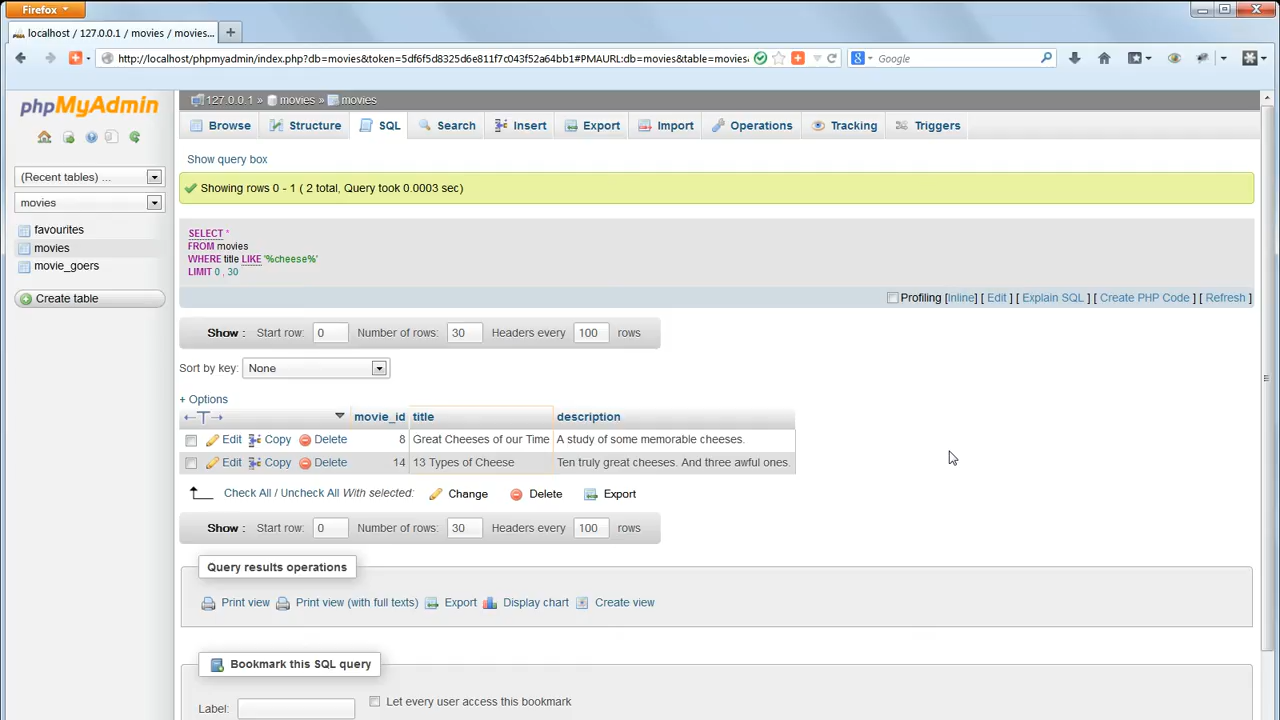 Firefox
localhost / 127.0.0.1 / movies / movies...
http://localhost/phpmyadmin/index.php?db=movies&token=5df6f5d8325d6e811f7c043f52a64bb1#PMAURL:db=movies&table=movies
Google
phpMyAdmin
(Recent tables) ...
movies
favourites
movies
movie_goers
Create table
127.0.0.1 » movies » movies
Browse Structure SQL Search Insert Export Import Operations Tracking Triggers
Show query box
Showing rows 0 - 1 ( 2 total, Query took 0.0003 sec)
SELECT *
FROM movies
WHERE title LIKE '%cheese%'
LIMIT 0 , 30
Profiling [Inline] [ Edit ] [ Explain SQL ] [ Create PHP Code ] [ Refresh ]
Show : Start row: 0 Number of rows: 30 Headers every 100 rows
Sort by key: None
+ Options
←T→ movie_id title description
Edit Copy Delete 8 Great Cheeses of our Time A study of some memorable cheeses.
Edit Copy Delete 14 13 Types of Cheese Ten truly great cheeses. And three awful ones.
Check All / Uncheck All With selected: Change Delete Export
Show : Start row: 0 Number of rows: 30 Headers every 100 rows
Query results operations
Print view Print view (with full texts) Export Display chart Create view
Bookmark this SQL query
Label: Let every user access this bookmark